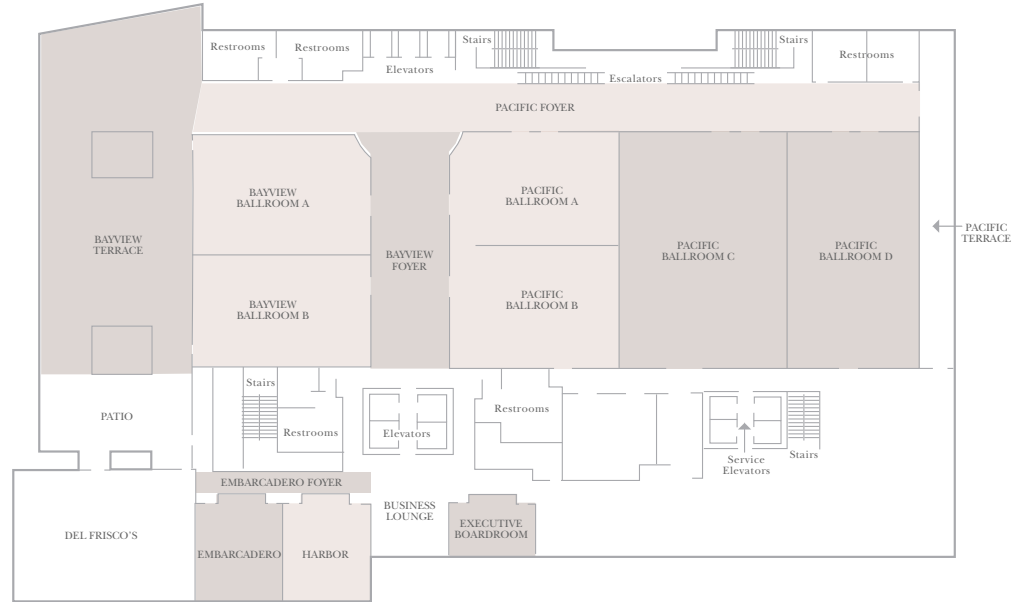 Restrooms
Restrooms
Elevators
Stairs
Escalators
Stairs
Restrooms
PACIFIC FOYER
BAYVIEW
TERRACE
BAYVIEW
BALLROOM A
BAYVIEW
BALLROOM B
BAYVIEW
FOYER
PACIFIC
BALLROOM A
PACIFIC
BALLROOM B
PACIFIC
BALLROOM C
PACIFIC
BALLROOM D
PACIFIC
TERRACE
PATIO
Stairs
Restrooms
Elevators
Restrooms
Service
Elevators
Stairs
EMBARCADERO FOYER
BUSINESS
LOUNGE
DEL FRISCO'S
EMBARCADERO
HARBOR
EXECUTIVE
BOARDROOM